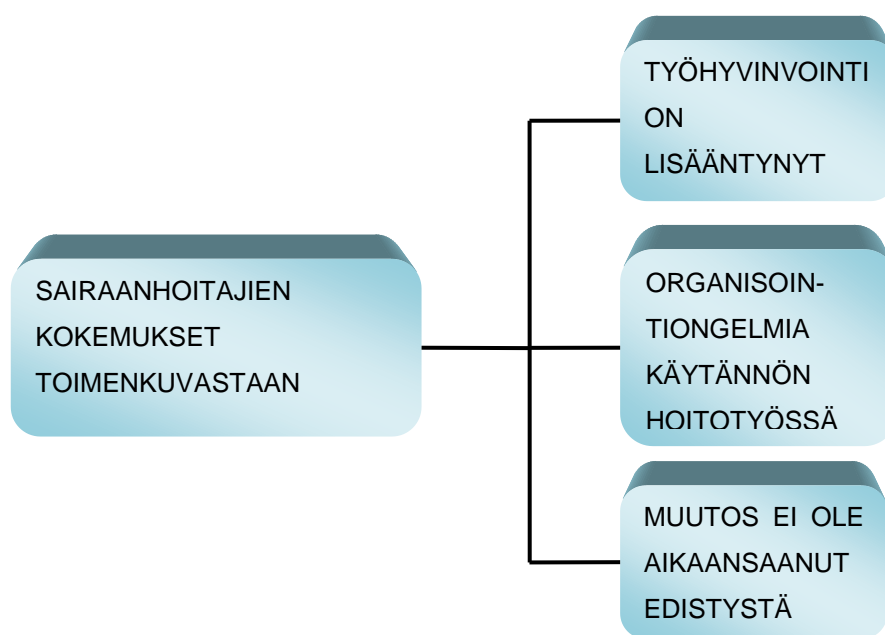 SAIRAANHOITAJIEN
KOKEMUKSET
TOIMENKUVASTAAN
TYÖHYVINVOINTI
ON
LISÄÄNTYNYT
ORGANISOIN-
TIONGELMIA
KÄYTÄNNÖN
HOITOTYÖSSÄ
MUUTOS EI OLE
AIKAANSAANUT
EDISTYSTÄ